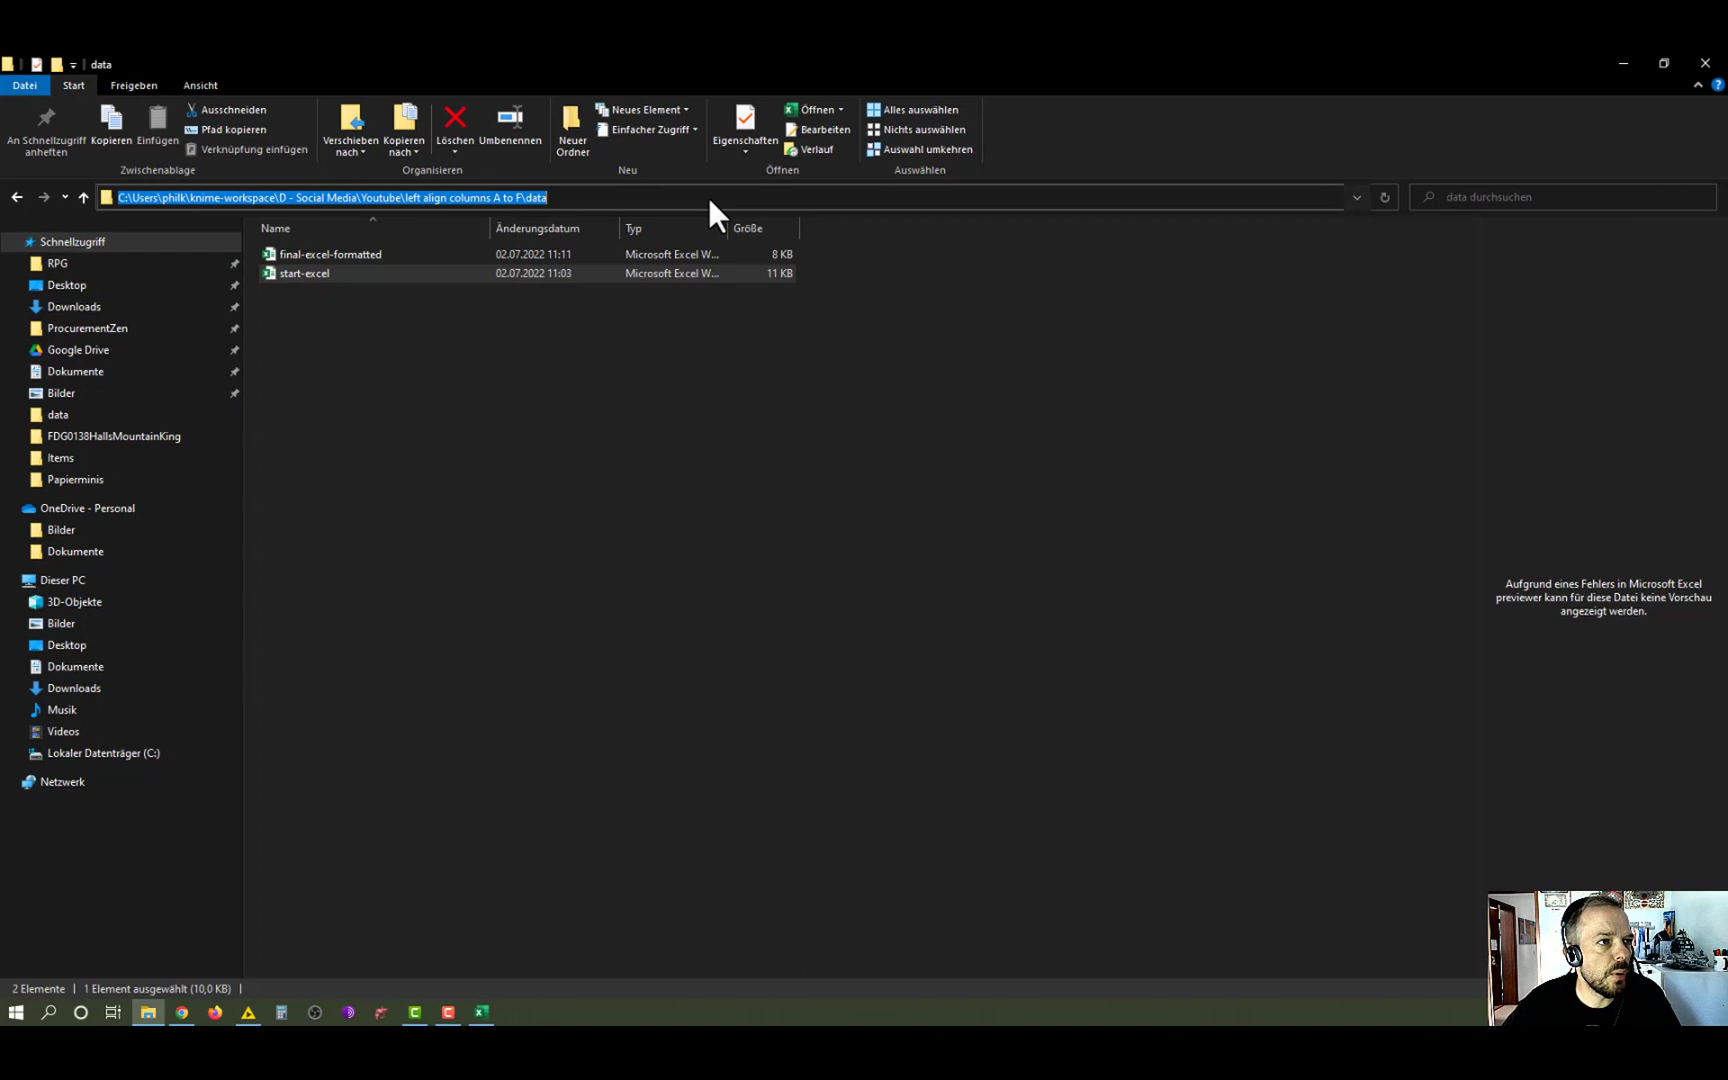 data
Datei Start Freigeben Ansicht
An Schnellzugriff anheften
Kopieren
Einfügen
Ausschneiden
Pfad kopieren
Verknüpfung einfügen
Zwischenablage
Verschieben nach
Kopieren nach
Löschen
Umbenennen
Organisieren
Neuer Ordner
Neues Element
Einfacher Zugriff
Neu
Eigenschaften
Öffnen
Bearbeiten
Verlauf
Öffnen
Alles auswählen
Nichts auswählen
Auswahl umkehren
Auswählen
C:\Users\philk\knime-workspace\D - Social Media\Youtube\left align columns A to F\data
data durchsuchen
Name Änderungsdatum Typ Größe
final-excel-formatted 02.07.2022 11:11 Microsoft Excel W... 8 KB
start-excel 02.07.2022 11:03 Microsoft Excel W... 11 KB
Schnellzugriff
RPG
Desktop
Downloads
ProcurementZen
Google Drive
Dokumente
Bilder
data
FDG0138HallsMountainKing
Items
Papierminis
OneDrive - Personal
Bilder
Dokumente
Dieser PC
3D-Objekte
Bilder
Desktop
Dokumente
Downloads
Musik
Videos
Lokaler Datenträger (C:)
Netzwerk
Aufgrund eines Fehlers in Microsoft Excel
previewer kann für diese Datei keine Vorschau
angezeigt werden.
2 Elemente 1 Element ausgewählt (10,0 KB)